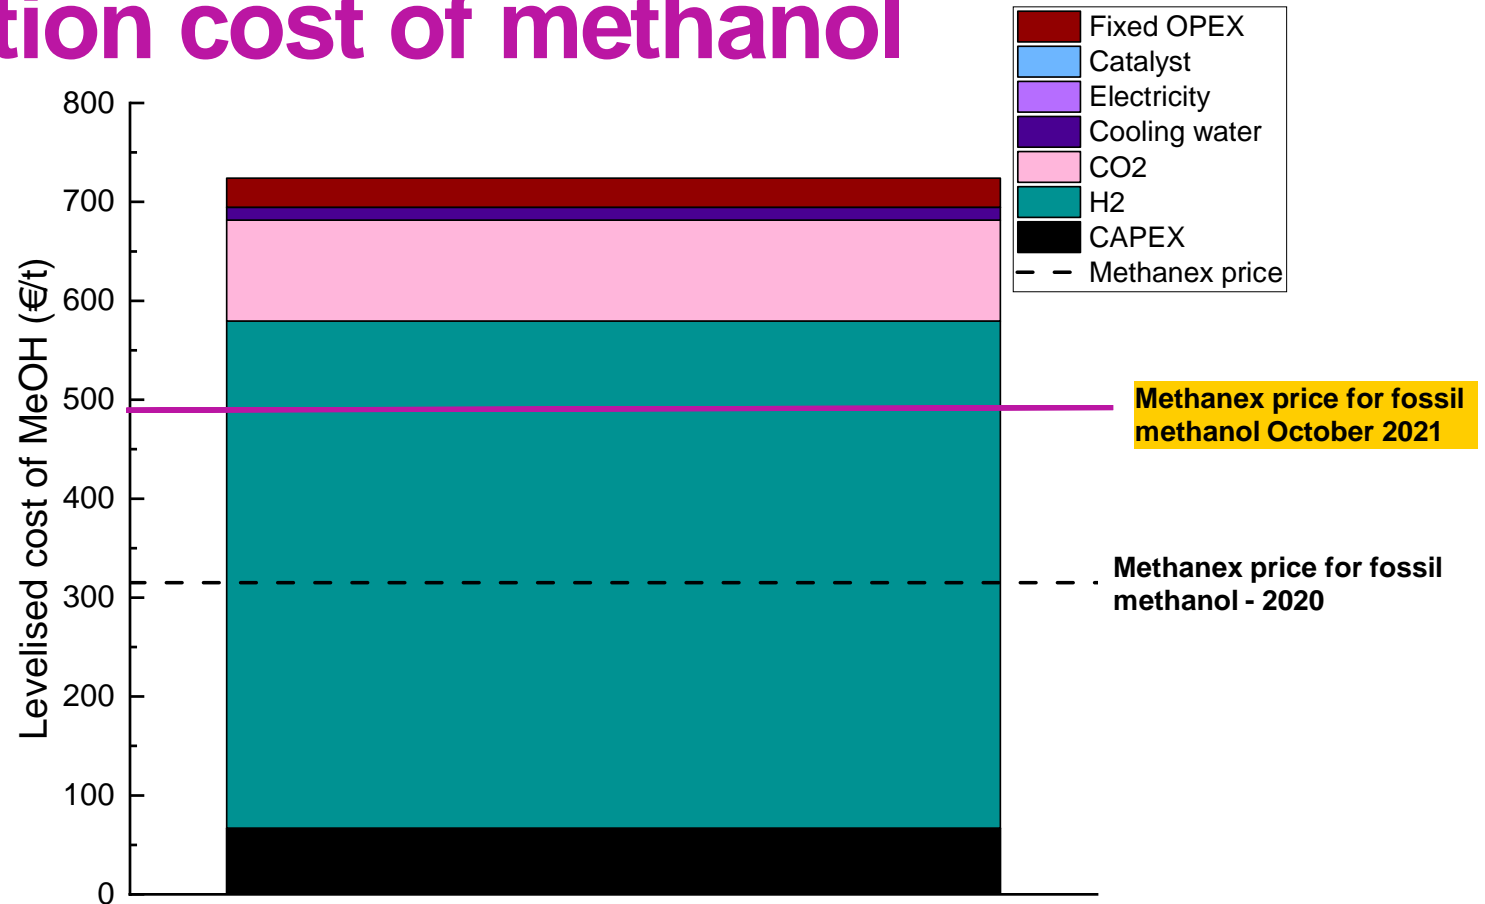 tion cost of methanol
Fixed OPEX
Catalyst
Electricity
Cooling water
CO2
H2
CAPEX
Methanex price
Levelised cost of MeOH (€/t)
800
700
600
500
400
300
200
100
0
Methanex price for fossil
methanol October 2021
Methanex price for fossil
methanol - 2020